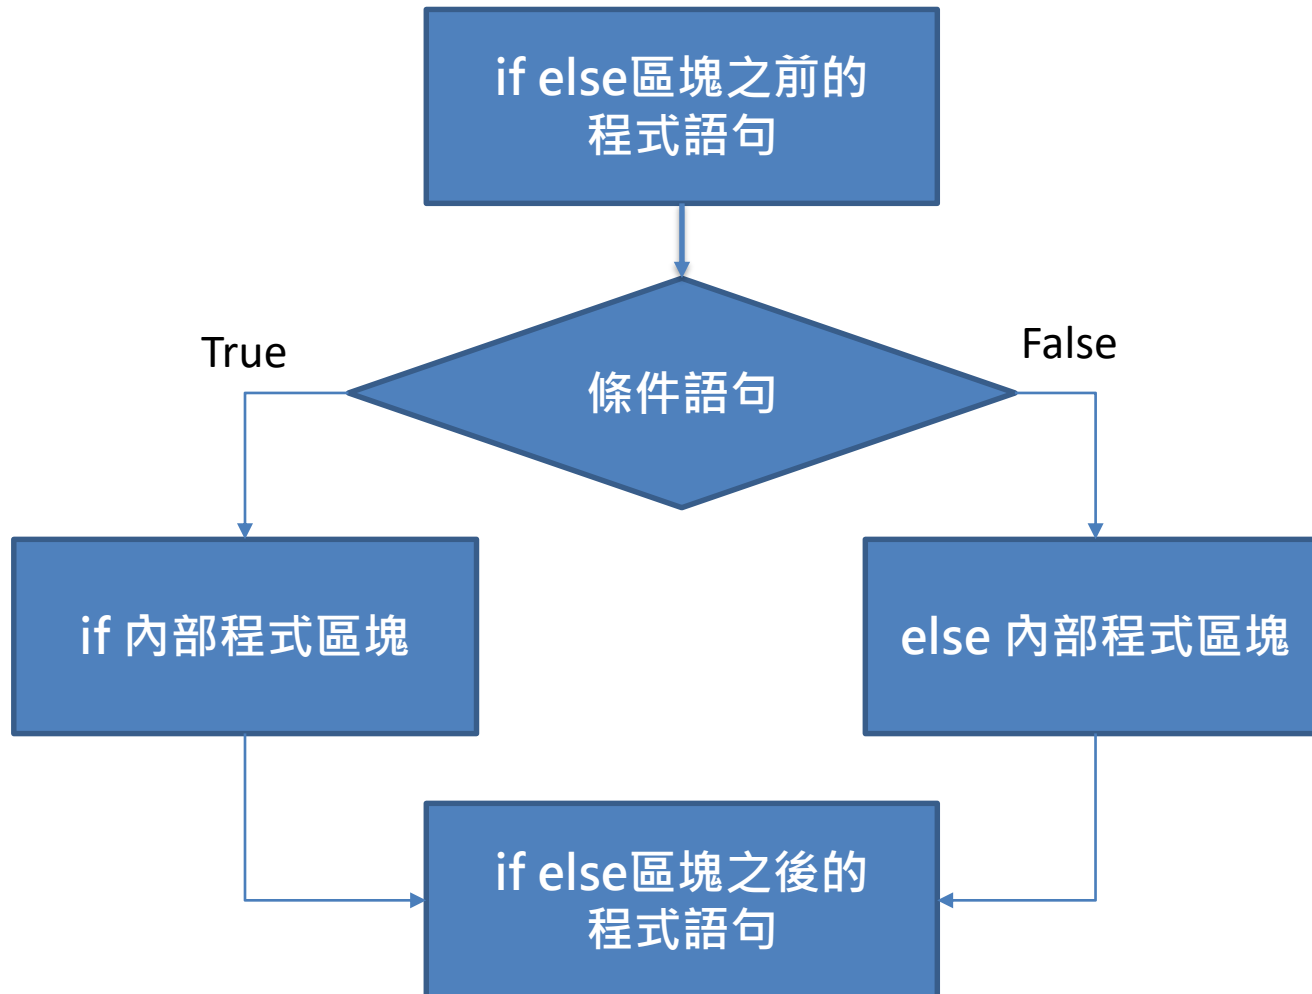 if else區塊之前的
程式語句
True
False
條件語句
if 內部程式區塊
else 內部程式區塊
if else區塊之後的
程式語句